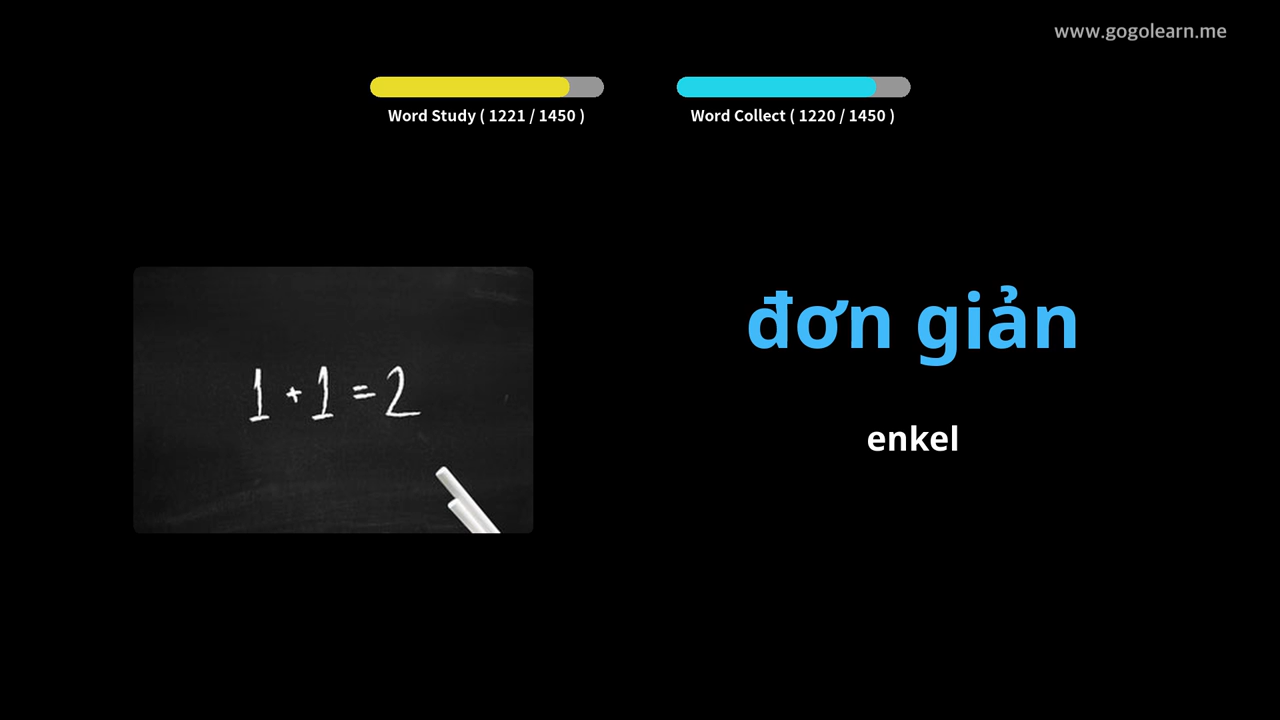 www.gogolearn.me
Word Study ( 1221 / 1450 )
Word Collect ( 1220 / 1450 )
1 + 1 = 2
đơn giản
enkel